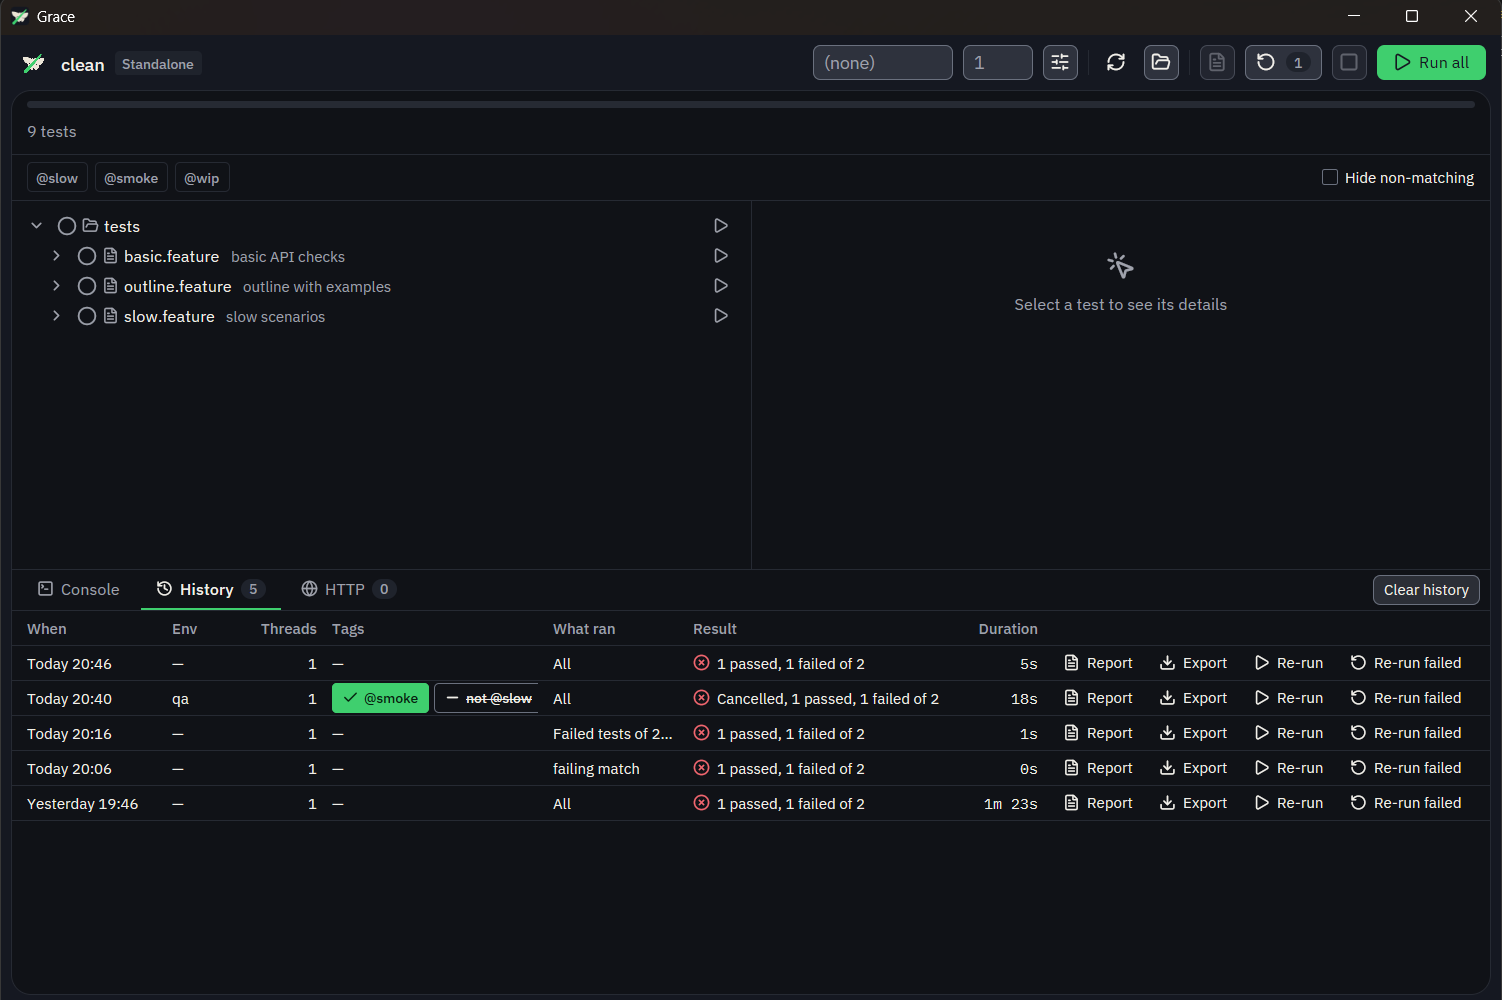 Grace
clean Standalone (none) 1 1 Run all
9 tests
@slow @smoke @wip Hide non-matching
tests
basic.feature basic API checks
outline.feature outline with examples
slow.feature slow scenarios
Select a test to see its details
Console History 5 HTTP 0 Clear history
When Env Threads Tags What ran Result Duration
Today 20:46 — 1 — All 1 passed, 1 failed of 2 5s Report Export Re-run Re-run failed
Today 20:40 qa 1 @smoke not @slow All Cancelled, 1 passed, 1 failed of 2 18s Report Export Re-run Re-run failed
Today 20:16 — 1 — Failed tests of 2... 1 passed, 1 failed of 2 1s Report Export Re-run Re-run failed
Today 20:06 — 1 — failing match 1 passed, 1 failed of 2 0s Report Export Re-run Re-run failed
Yesterday 19:46 — 1 — All 1 passed, 1 failed of 2 1m 23s Report Export Re-run Re-run failed